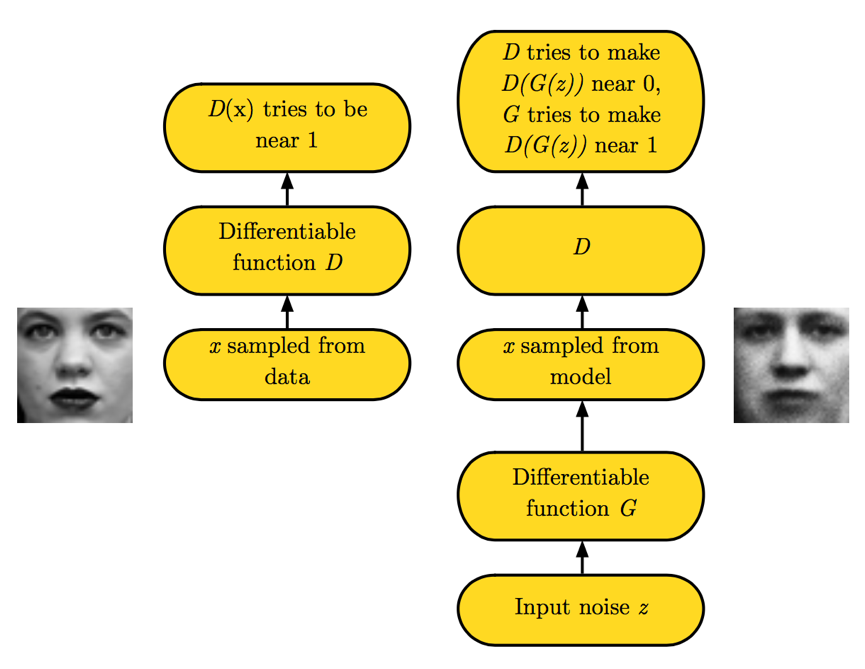 D(x) tries to be
near 1
Differentiable
function D
x sampled from
data
D tries to make
D(G(z)) near 0,
G tries to make
D(G(z)) near 1
D
x sampled from
model
Differentiable
function G
Input noise z